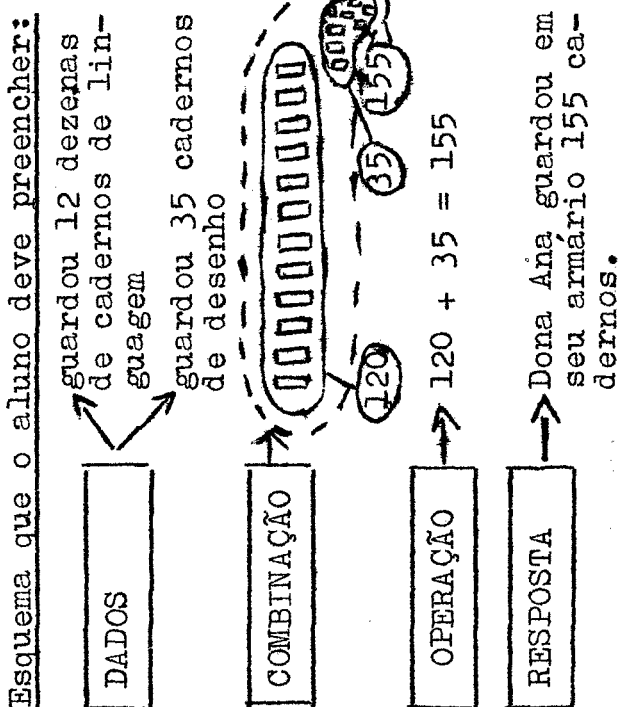 Esquema que o aluno deve preencher:
DADOS
guardou 12 dezenas
de cadernos de lin-
guagem
guardou 35 cadernos
de desenho
COMBINAÇÃO
120
35
155
OPERAÇÃO
120 + 35 = 155
RESPOSTA
Dona Ana guardou em
seu armário 155 ca-
dernos.